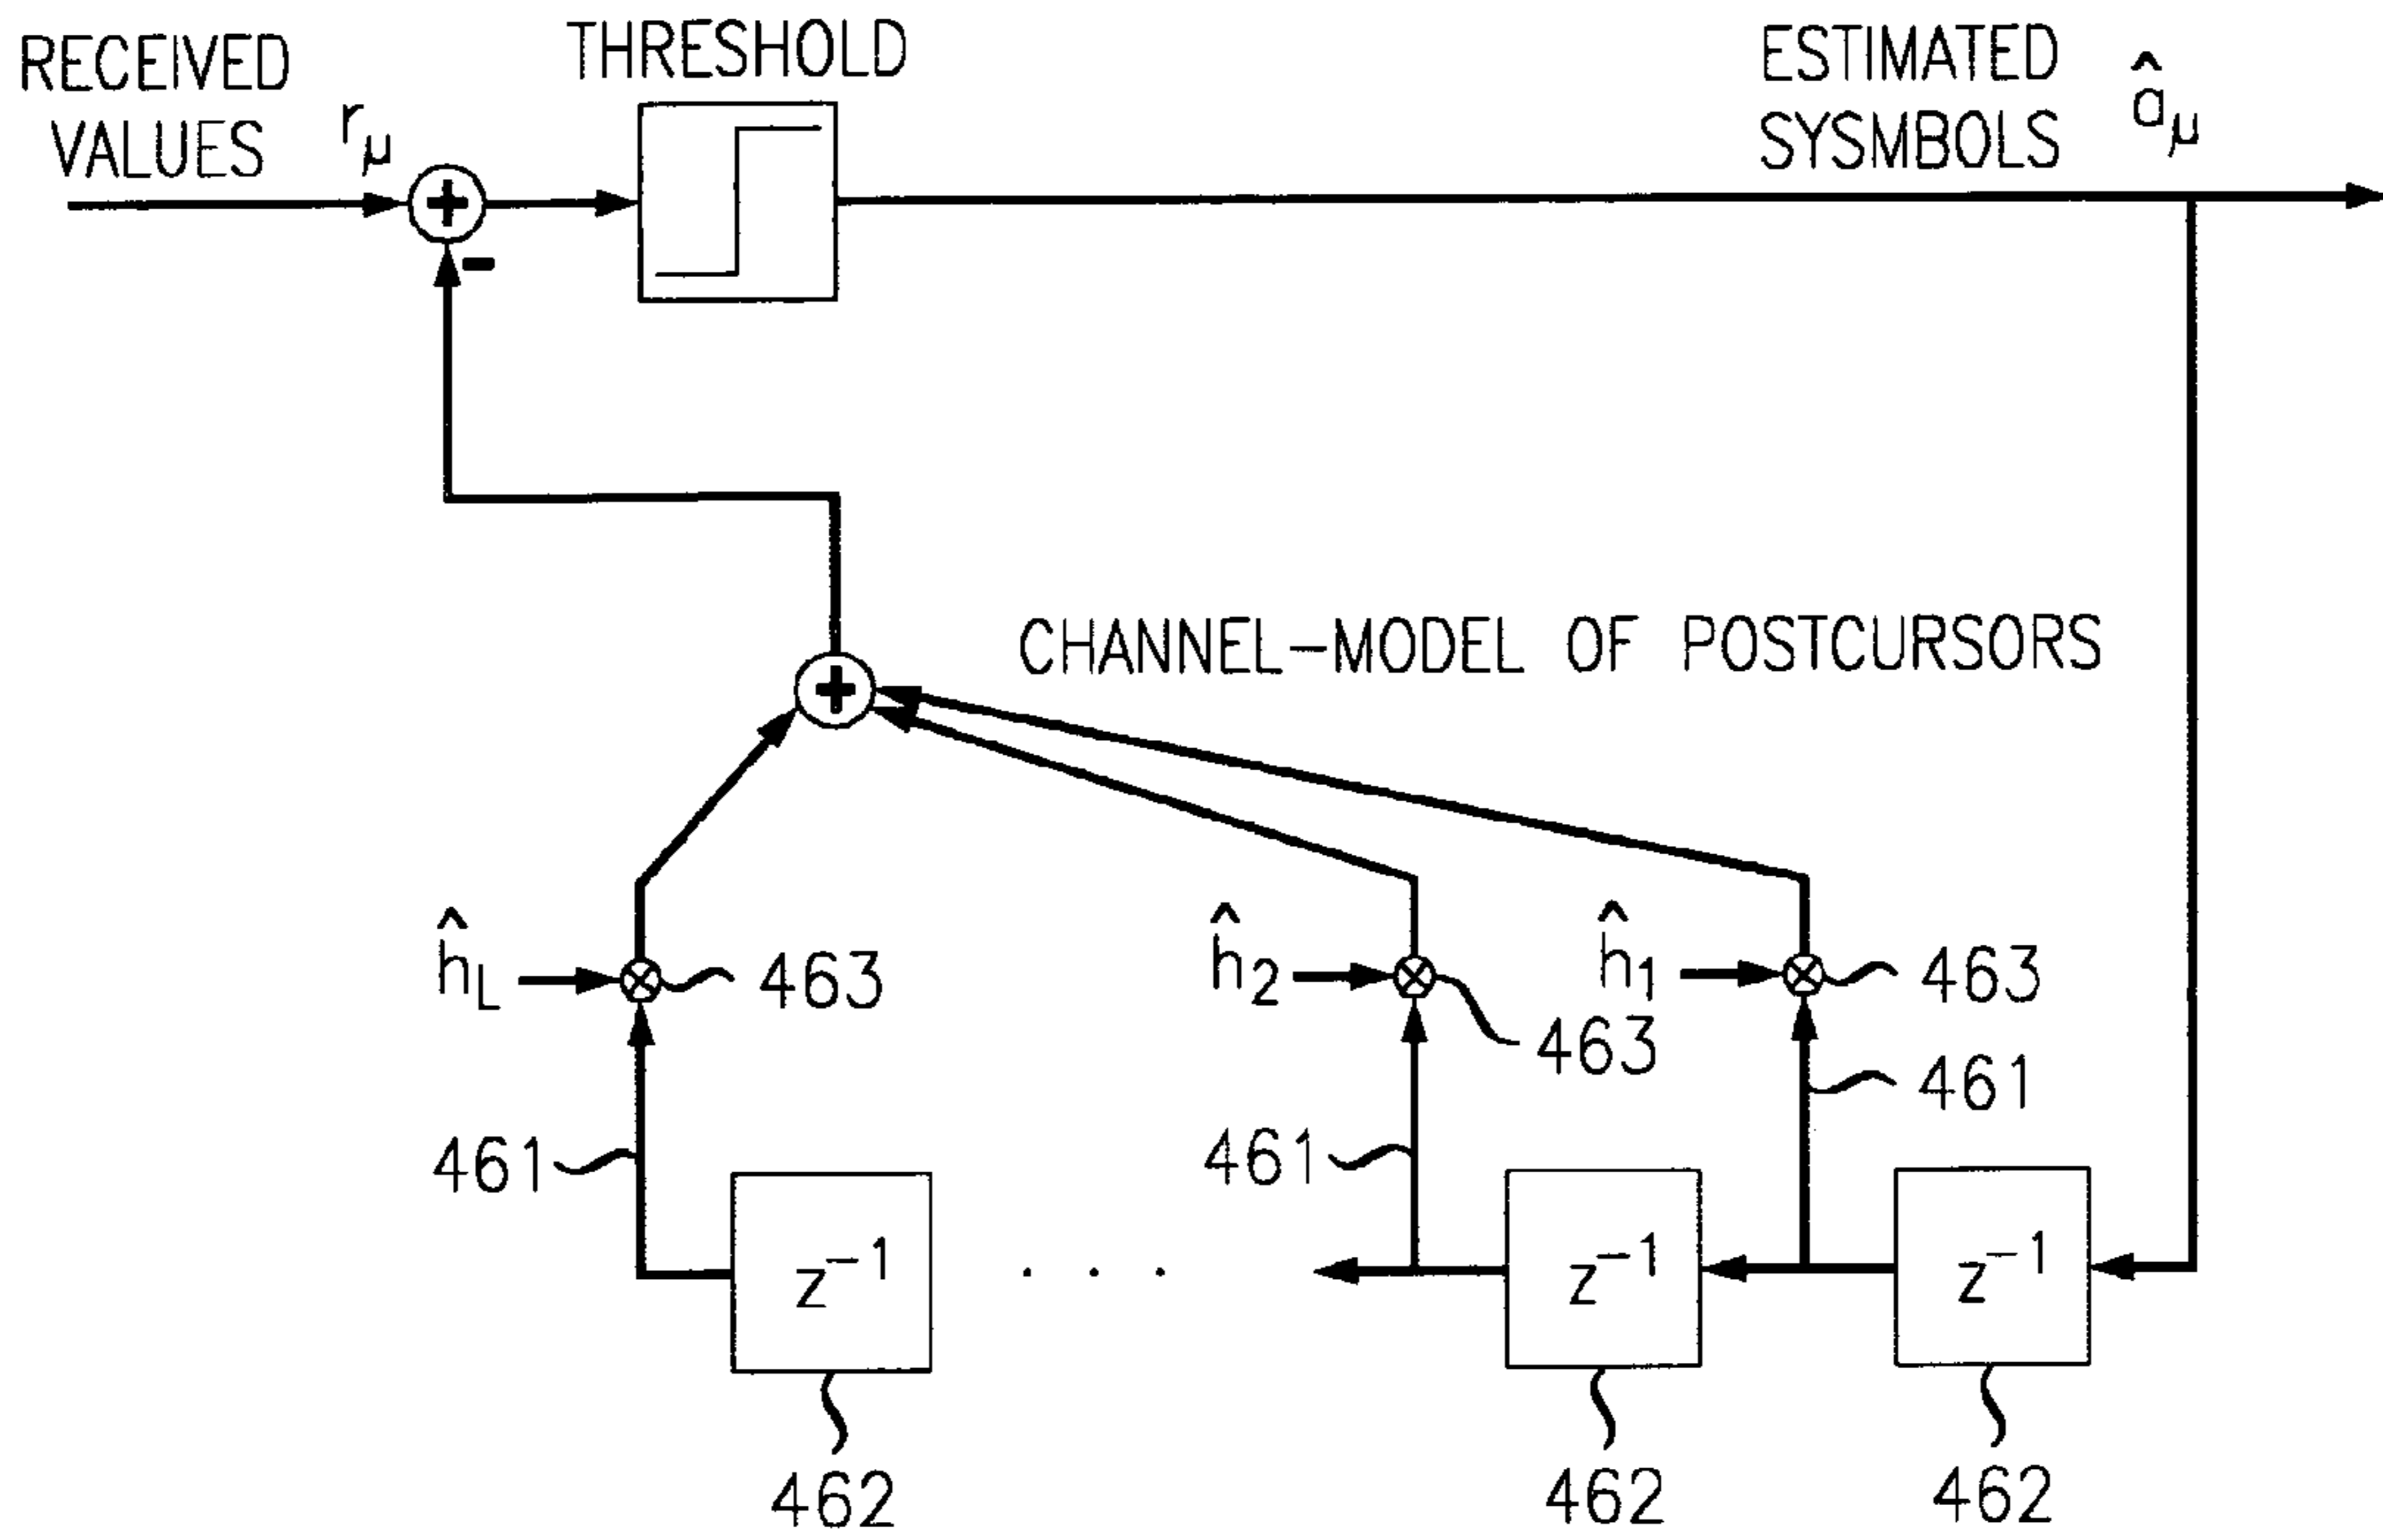 RECEIVED
VALUES
r_μ
THRESHOLD
ESTIMATED
SYSMBOLS
â_μ
-
CHANNEL-MODEL OF POSTCURSORS
ĥ_L
463
ĥ_2
463
ĥ_1
463
461
461
461
z^-1
. . .
z^-1
z^-1
462
462
462